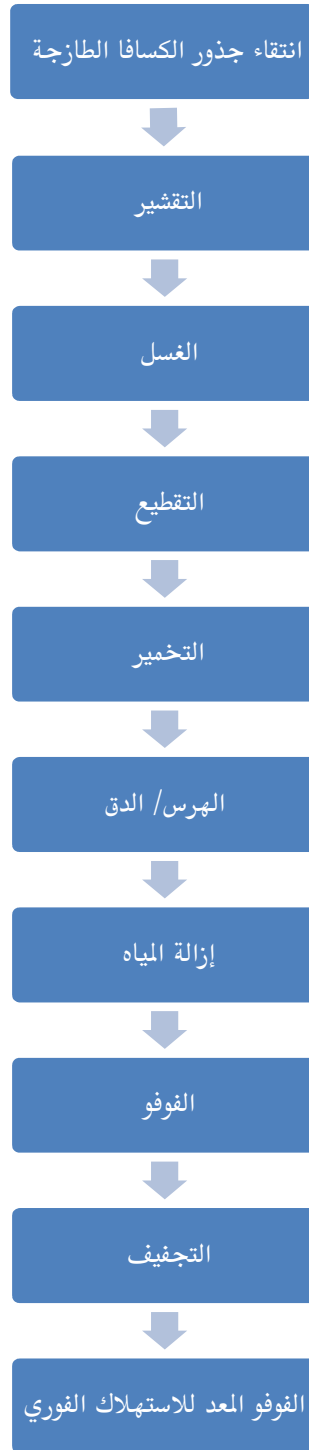 انتقاء جذور الكسافا الطازجة
التقشير
الغسل
التقطيع
التخمير
الهرس/ الدق
إزالة المياه
الفوفو
التجفيف
الفوفو المعد للاستهلاك الفوري